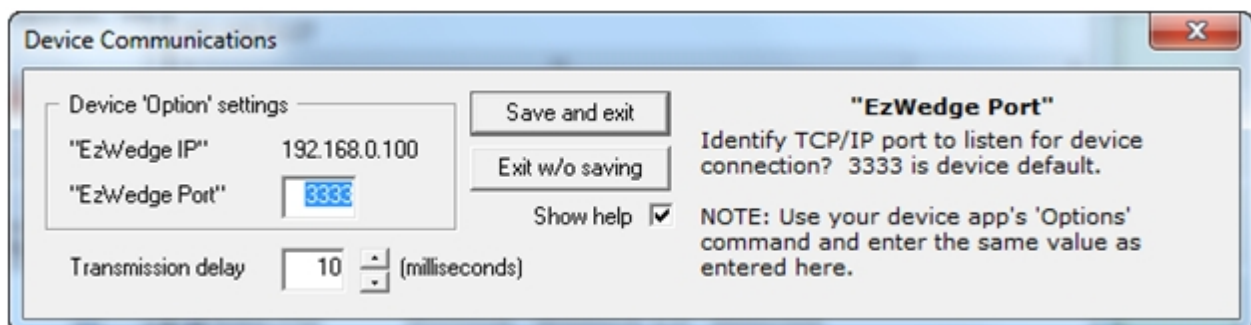 Device Communications
Device 'Option' settings
"EzWedge IP" 192.168.0.100
"EzWedge Port" 3333
Transmission delay 10 (milliseconds)
Save and exit
Exit w/o saving
Show help
"EzWedge Port"
Identify TCP/IP port to listen for device
connection? 3333 is device default.
NOTE: Use your device app's 'Options'
command and enter the same value as
entered here.